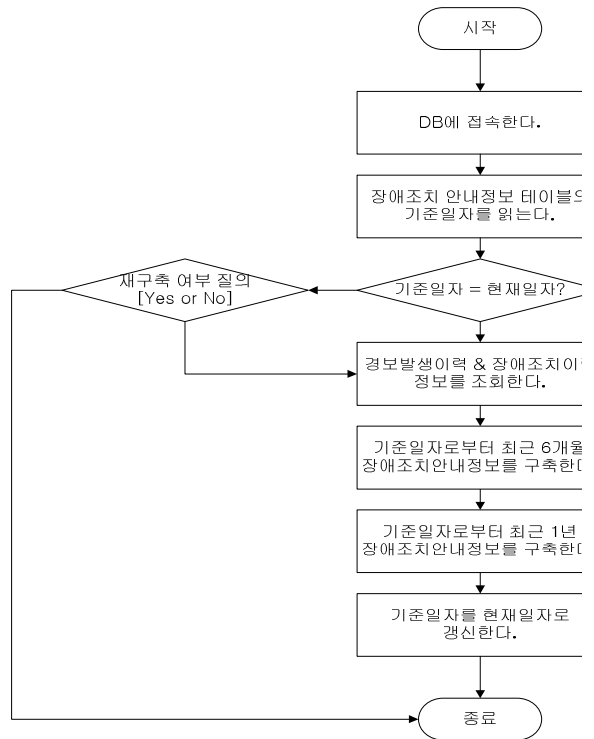 시작
DB에 접속한다.
장애조치 안내정보 테이블의
기준일자를 읽는다.
재구축 여부 질의
[Yes or No]
기준일자 = 현재일자?
경보발생이력 & 장애조치이력
정보를 조회한다.
기준일자로부터 최근 6개월
장애조치안내정보를 구축한다
기준일자로부터 최근 1년
장애조치안내정보를 구축한다
기준일자를 현재일자로
갱신한다.
종료